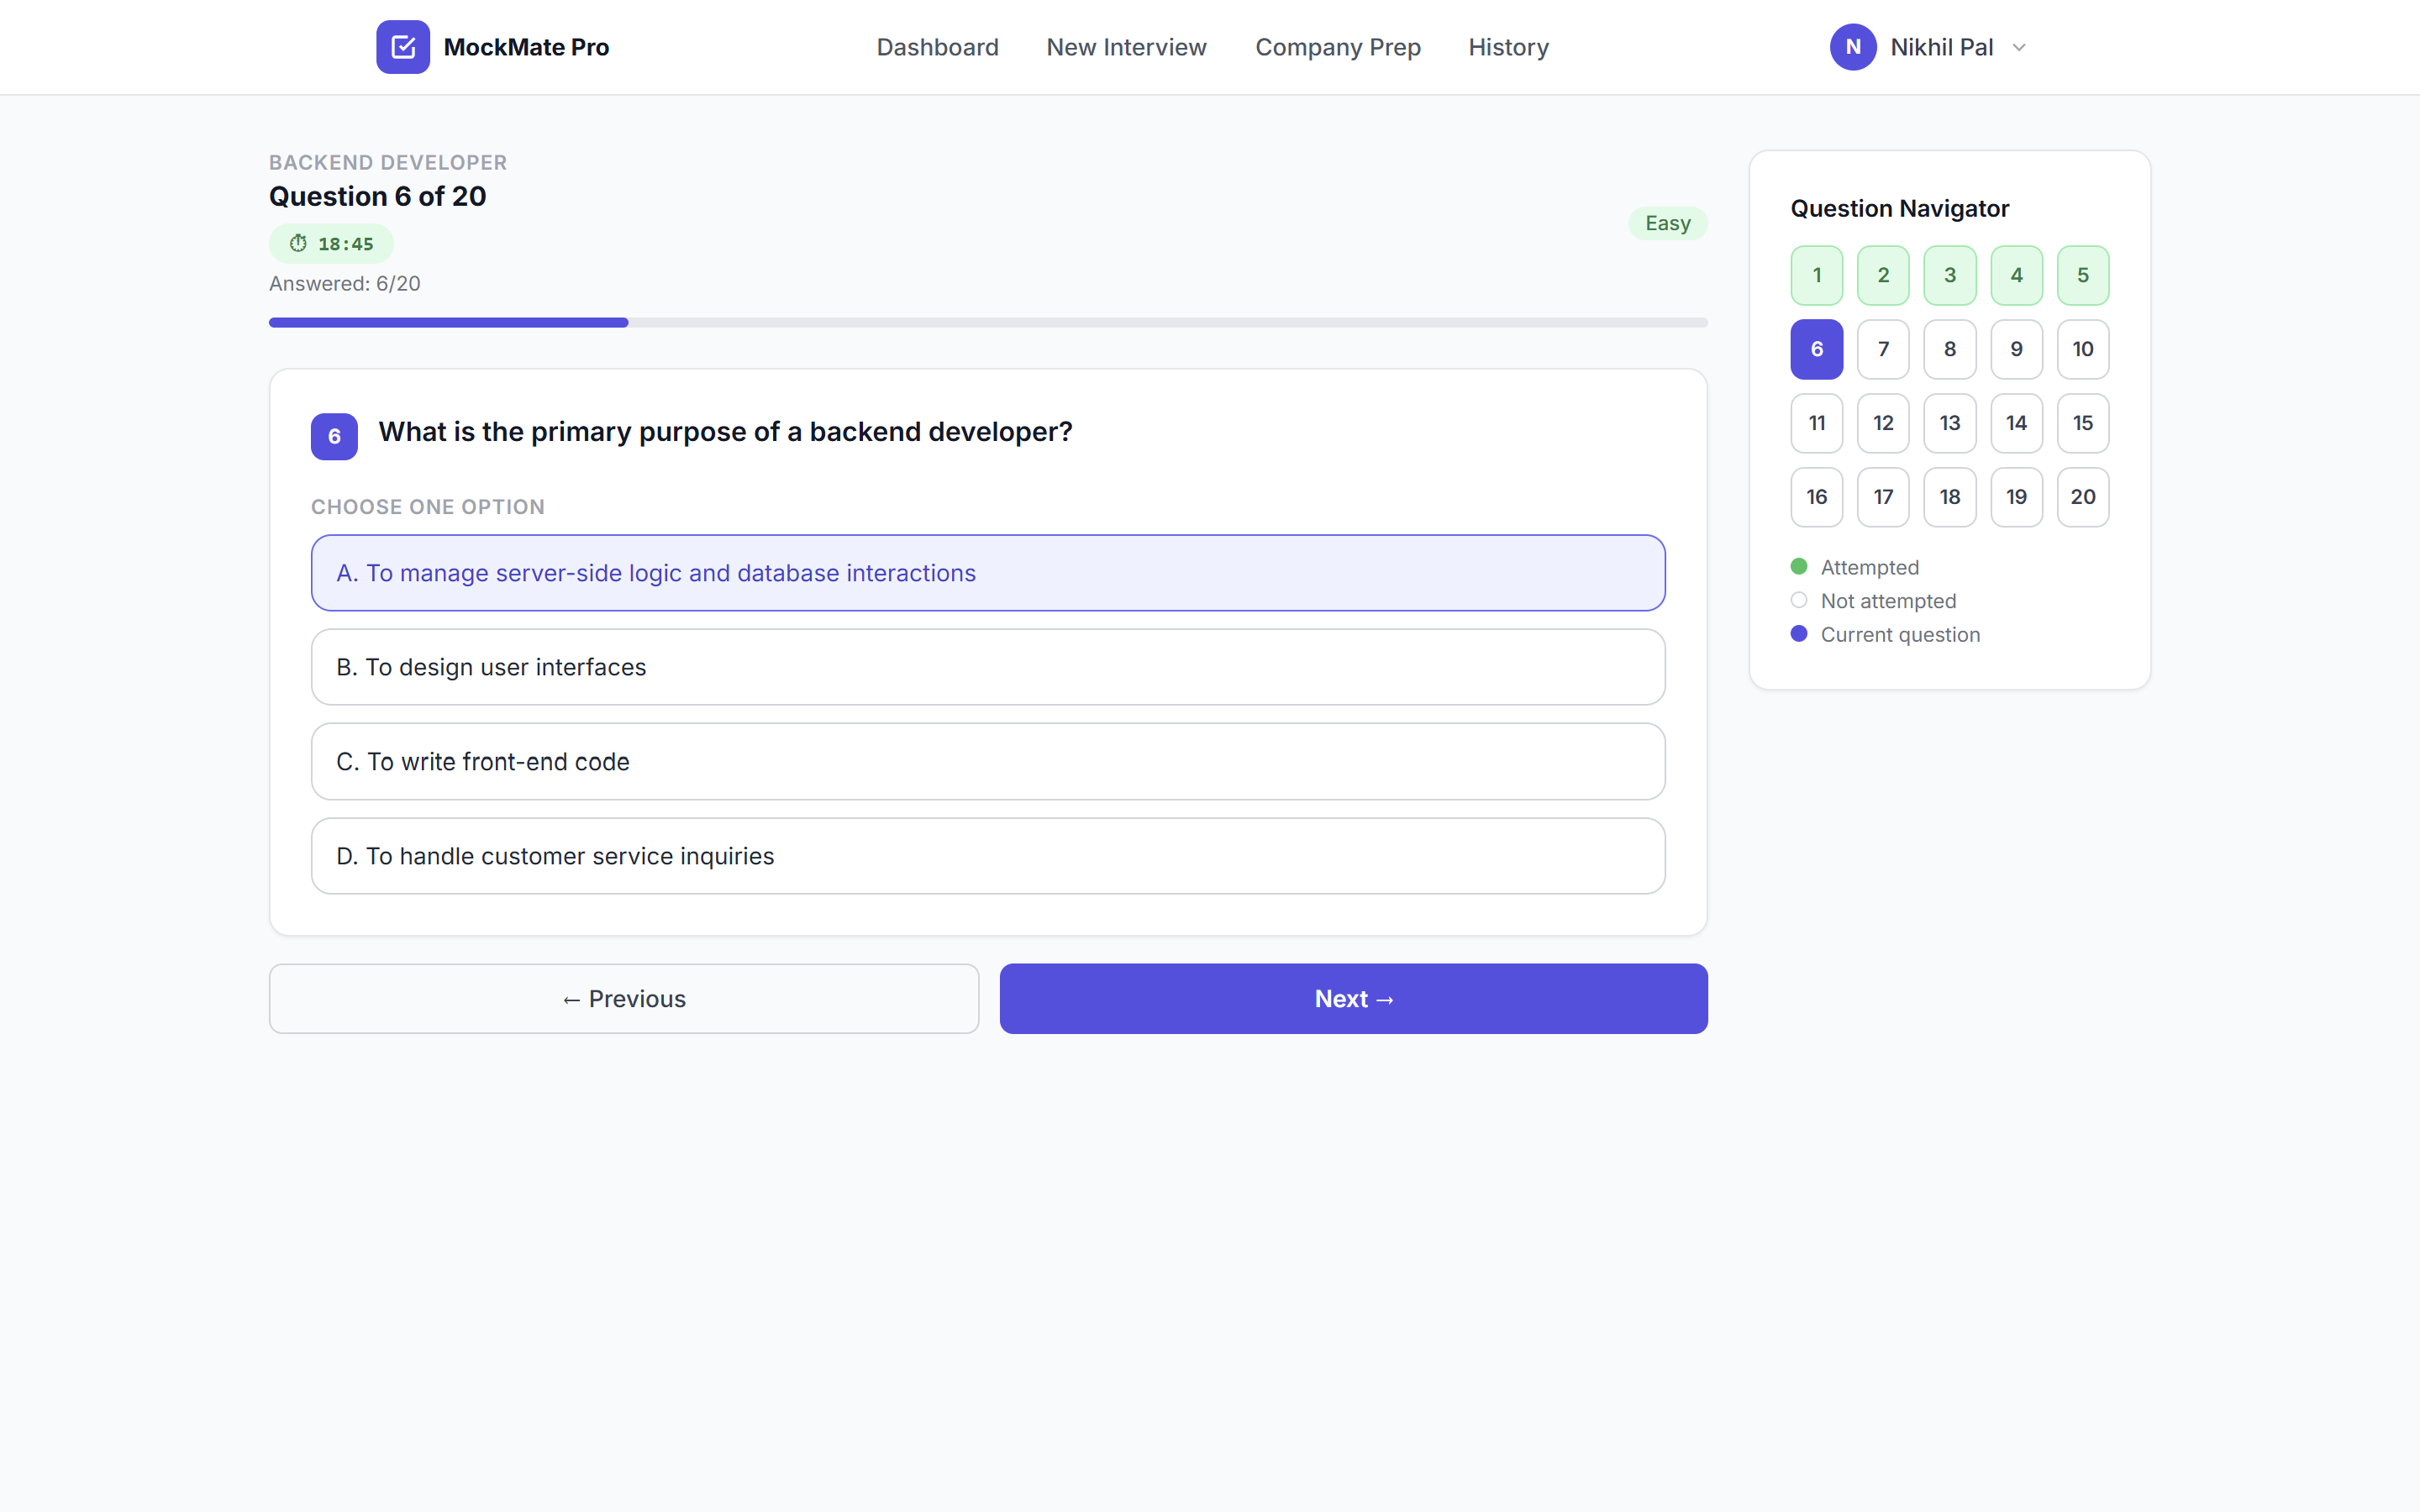 MockMate Pro
Dashboard
New Interview
Company Prep
History
N
Nikhil Pal
BACKEND DEVELOPER
Question 6 of 20
⏱ 18:45
Answered: 6/20
Easy
6 What is the primary purpose of a backend developer?
CHOOSE ONE OPTION
A. To manage server-side logic and database interactions
B. To design user interfaces
C. To write front-end code
D. To handle customer service inquiries
← Previous
Next →
Question Navigator
1 2 3 4 5
6 7 8 9 10
11 12 13 14 15
16 17 18 19 20
Attempted
Not attempted
Current question